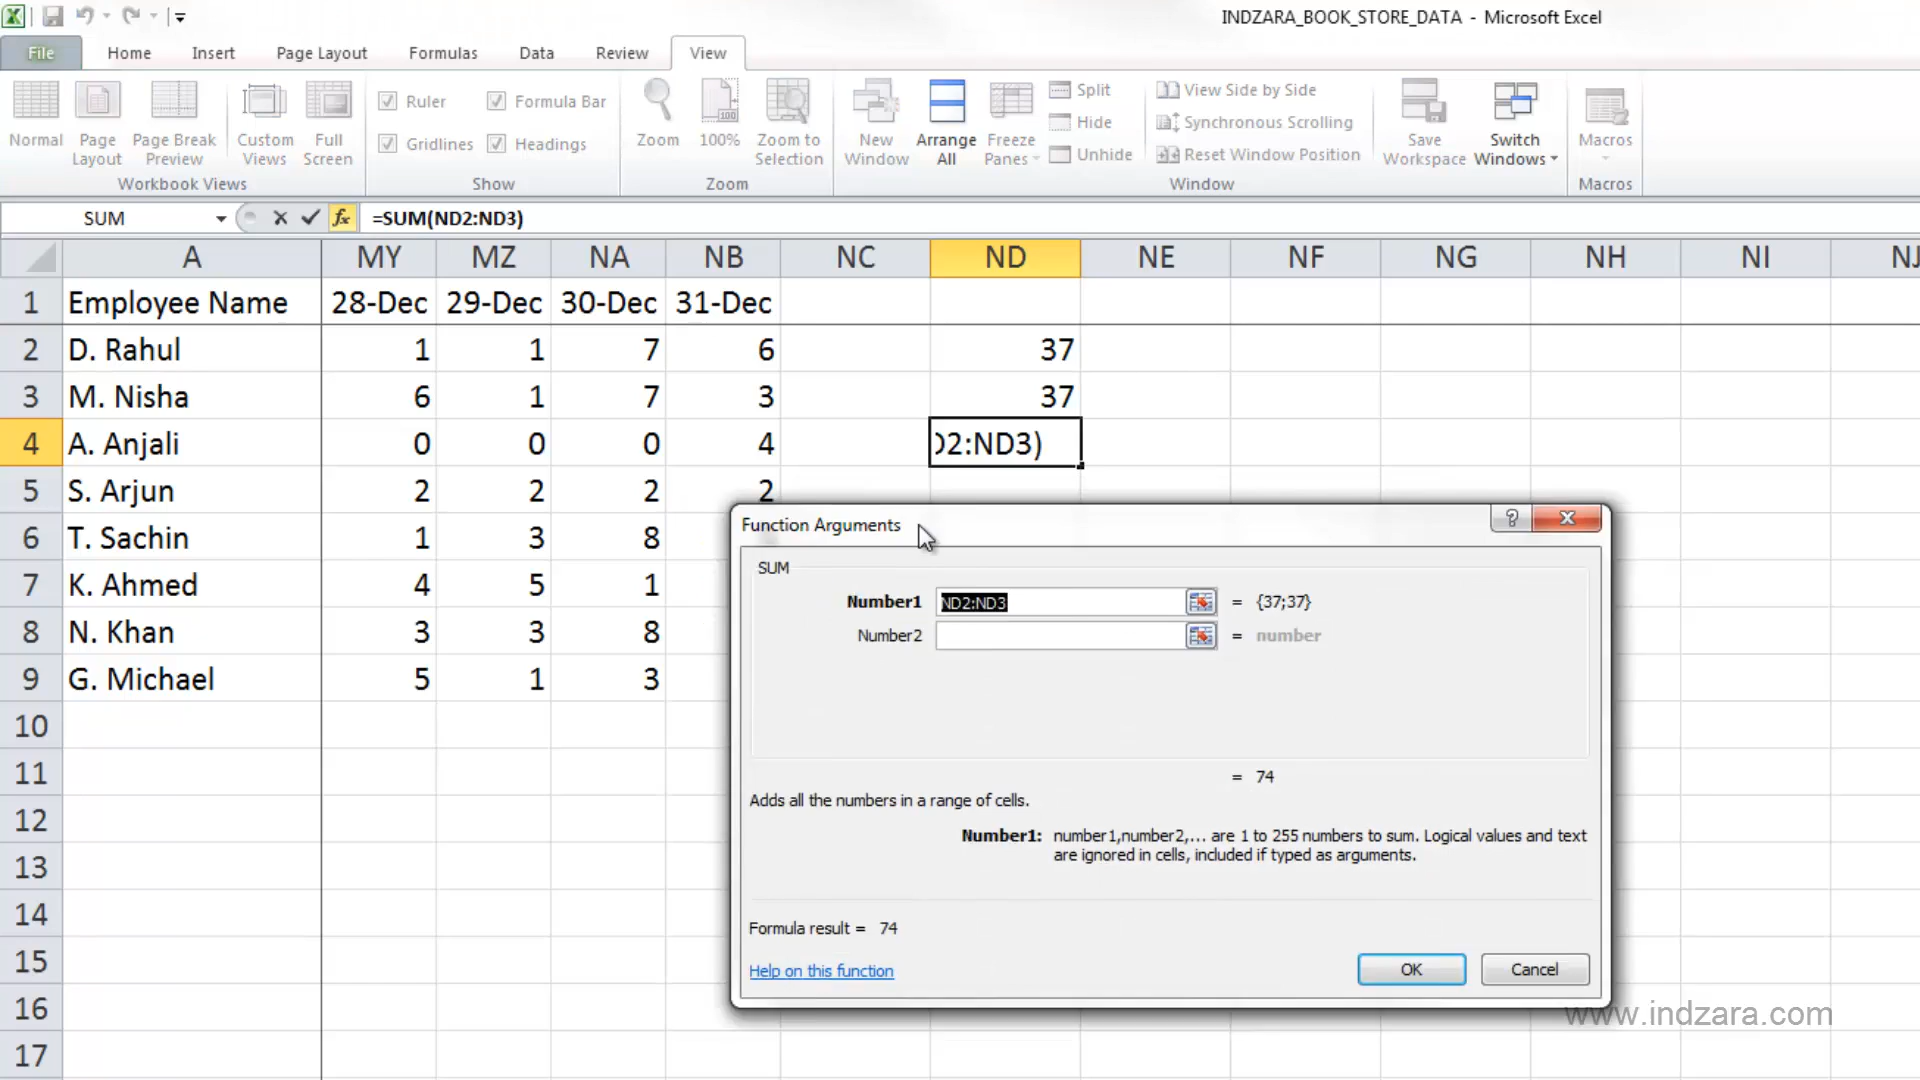 INDZARA_BOOK_STORE_DATA - Microsoft Excel
File Home Insert Page Layout Formulas Data Review View
Normal Page Layout Page Break Preview Custom Views Full Screen
Workbook Views
Ruler Formula Bar
Gridlines Headings
Show
Zoom 100% Zoom to Selection
Zoom
New Window Arrange All Freeze Panes
Split
Hide
Unhide
View Side by Side
Synchronous Scrolling
Reset Window Position
Window
Save Workspace Switch Windows
Macros
Macros
SUM fx =SUM(ND2:ND3)
A MY MZ NA NB NC ND NE NF NG NH NI NJ
1 Employee Name 28-Dec 29-Dec 30-Dec 31-Dec
2 D. Rahul 1 1 7 6 37
3 M. Nisha 6 1 7 3 37
4 A. Anjali 0 0 0 4 D2:ND3)
5 S. Arjun 2 2 2 2
6 T. Sachin 1 3 8
7 K. Ahmed 4 5 1
8 N. Khan 3 3 8
9 G. Michael 5 1 3
10
11
12
13
14
15
16
17
Function Arguments
SUM
Number1 ND2:ND3 = {37;37}
Number2 = number
= 74
Adds all the numbers in a range of cells.
Number1: number1,number2,... are 1 to 255 numbers to sum. Logical values and text
are ignored in cells, included if typed as arguments.
Formula result = 74
Help on this function
OK Cancel
www.indzara.com